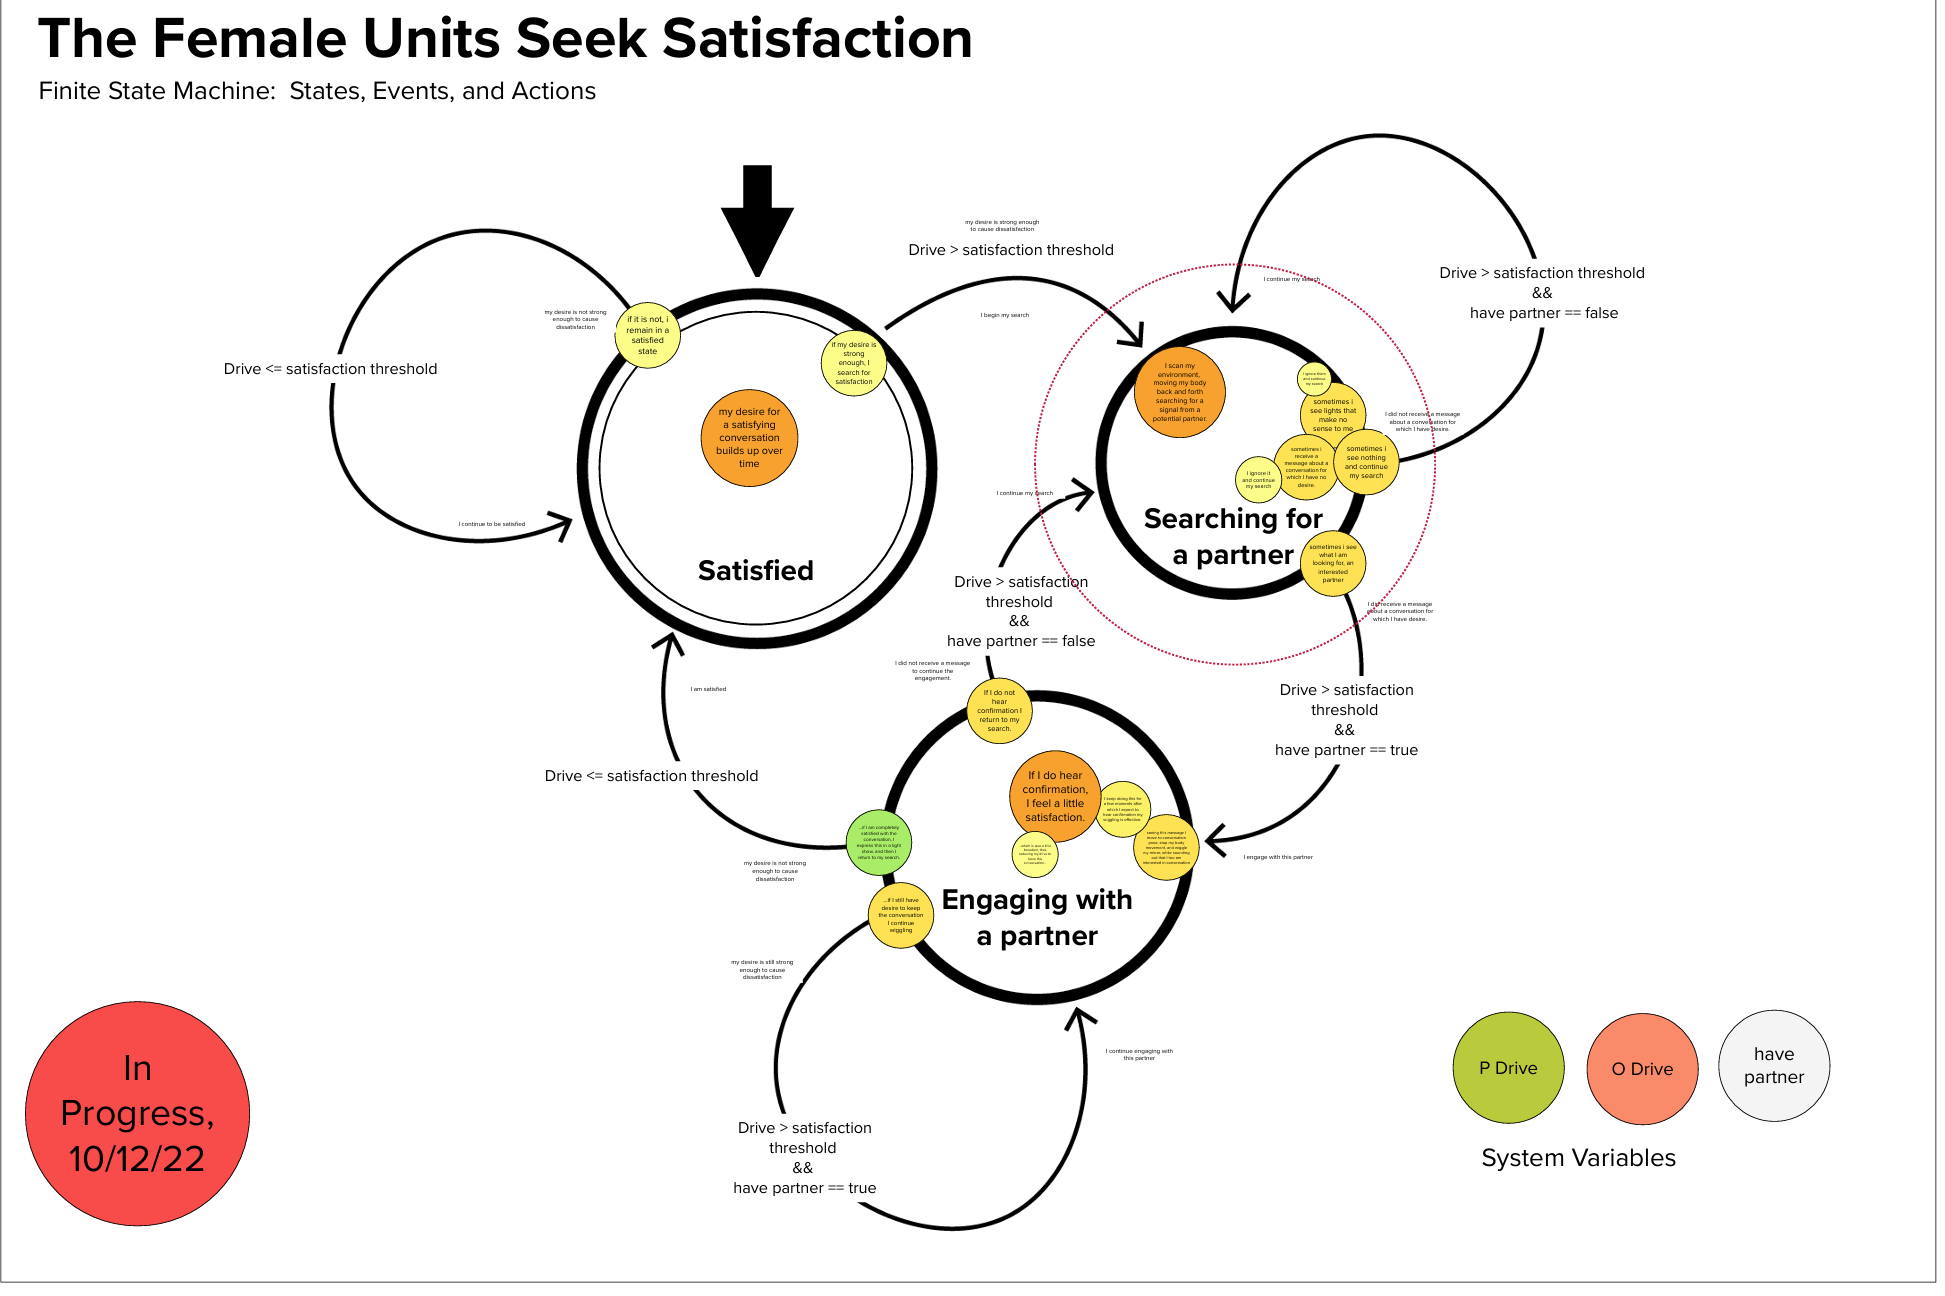 The Female Units Seek Satisfaction
Finite State Machine:  States, Events, and Actions
my desire is strong enough
to cause dissatisfaction
Drive > satisfaction threshold
I begin my search
I continue my search
Drive > satisfaction threshold
&&
have partner == false
my desire is not strong
enough to cause
dissatisfaction
if it is not, i
remain in a
satisfied
state
if my desire is
strong
enough, I
search for
satisfaction
Drive <= satisfaction threshold
my desire for
a satisfying
conversation
builds up over
time
I continue to be satisfied
Satisfied
I scan my
environment,
moving my body
back and forth
searching for a
signal from a
potential partner.
I ignore them
and continue
my search
sometimes i
see lights that
make no
sense to me
I did not receive a message
about a conversation for
which I have desire.
sometimes i
receive a
message about a
conversation for
which I have no
desire.
sometimes i
see nothing
and continue
my search
I ignore it
and continue
my search
I continue my search
Searching for
a partner
sometimes i see
what I am
looking for, an
interested
partner
Drive > satisfaction
threshold
&&
have partner == false
I did receive a message
about a conversation for
which I have desire.
I did not receive a message
to continue the
engagement.
I am satisfied
If I do not
hear
confirmation I
return to my
search.
Drive > satisfaction
threshold
&&
have partner == true
Drive <= satisfaction threshold
If I do hear
confirmation,
I feel a little
satisfaction.
I keep doing this for
a few moments after
which I expect to
hear confirmation my
wiggling is effective.
...if I am completely
satisfied with the
conversation, I
express this in a light
show, and then I
return to my search.
seeing this message I
move to conversation
pose, stop my body
movement, and wiggle
my mirror, while sounding
out that I too am
interested in conversation
my desire is not strong
enough to cause
dissatisfaction
I engage with this partner
...if I still have
desire to keep
the conversation
I continue
wiggling
Engaging with
a partner
my desire is still strong
enough to cause
dissatisfaction
I continue engaging with
this partner
Drive > satisfaction
threshold
&&
have partner == true
In
Progress,
10/12/22
P Drive
O Drive
have
partner
System Variables